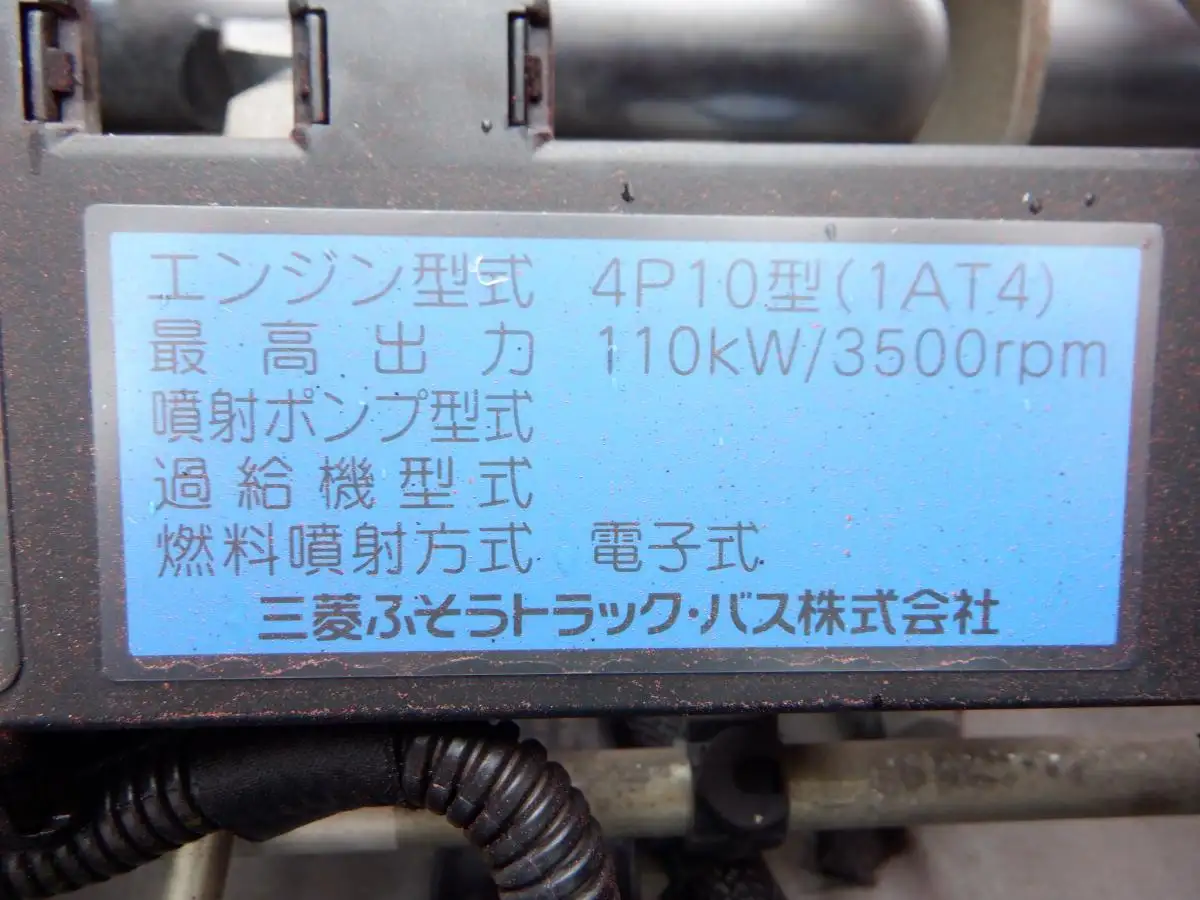 エンジン型式 4P10型(1AT4)
最高出力 110kW/3500rpm
噴射ポンプ型式
過給機型式
燃料噴射方式 電子式
三菱ふそうトラック・バス株式会社